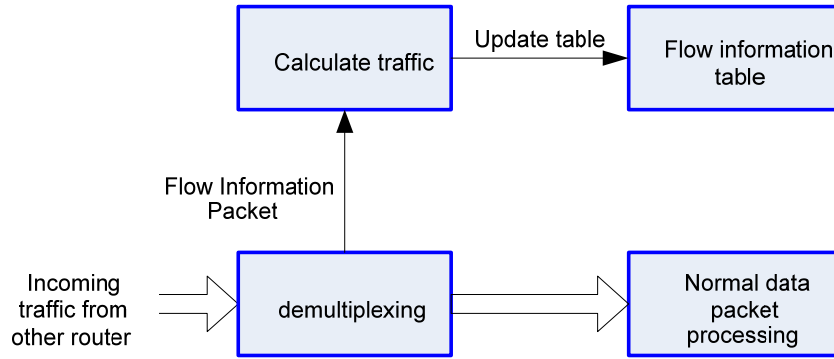 Calculate traffic
Update table
Flow information
table
Flow Information
Packet
Incoming
traffic from
other router
demultiplexing
Normal data
packet
processing